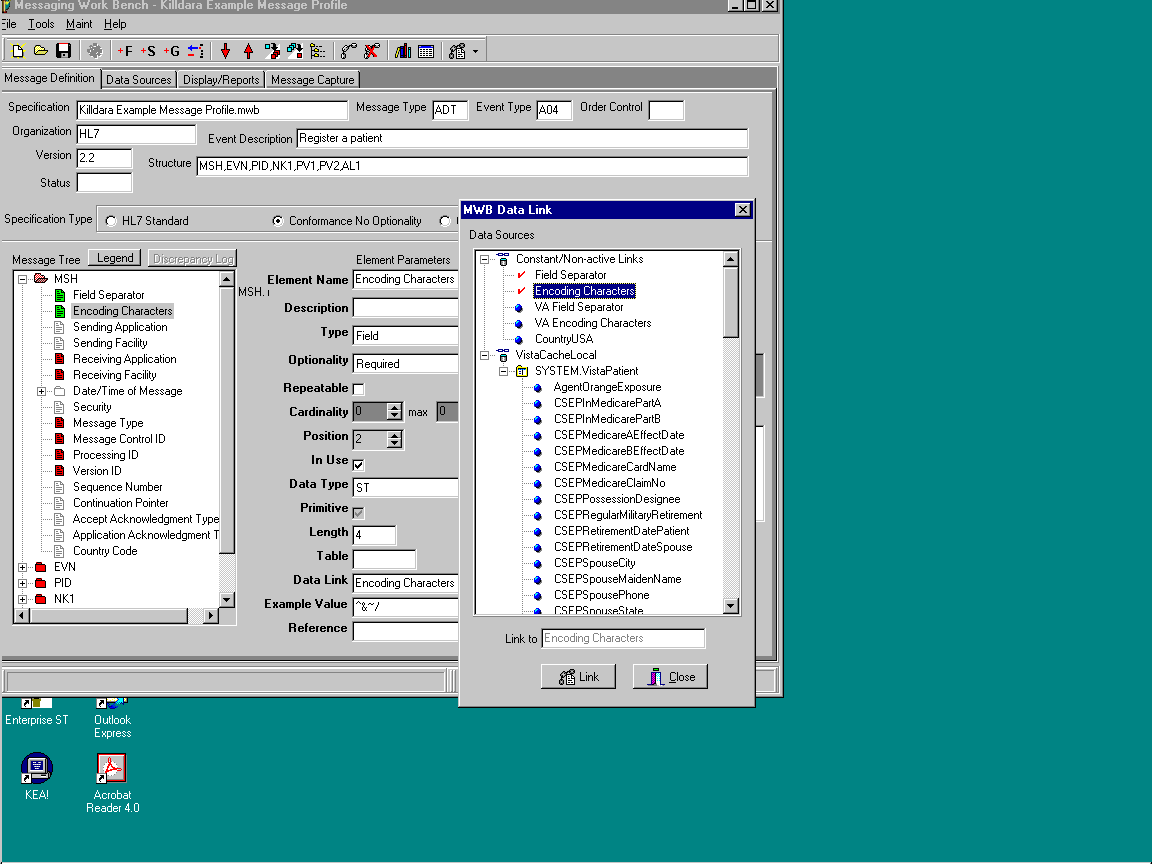 Messaging Work Bench - Killdara Example Message Profile
File Tools Maint Help
+F +S +G
Message Definition Data Sources Display/Reports Message Capture
Specification Killdara Example Message Profile.mwb Message Type ADT Event Type A04 Order Control
Organization HL7 Event Description Register a patient
Version 2.2 Structure MSH,EVN,PID,NK1,PV1,PV2,AL1
Status
Specification Type HL7 Standard Conformance No Optionality
Message Tree Legend Discrepancy Log Element Parameters
MSH
Field Separator
Encoding Characters
Sending Application
Sending Facility
Receiving Application
Receiving Facility
Date/Time of Message
Security
Message Type
Message Control ID
Processing ID
Version ID
Sequence Number
Continuation Pointer
Accept Acknowledgment Type
Application Acknowledgment T
Country Code
EVN
PID
NK1
MSH.
Element Name Encoding Characters
Description
Type Field
Optionality Required
Repeatable
Cardinality 0 max 0
Position 2
In Use
Data Type ST
Primitive
Length 4
Table
Data Link Encoding Characters
Example Value ^&~/
Reference
MWB Data Link
Data Sources
Constant/Non-active Links
Field Separator
Encoding Characters
VA Field Separator
VA Encoding Characters
CountryUSA
VistaCacheLocal
SYSTEM.VistaPatient
AgentOrangeExposure
CSEPInMedicarePartA
CSEPInMedicarePartB
CSEPMedicareAEffectDate
CSEPMedicareBEffectDate
CSEPMedicareCardName
CSEPMedicareClaimNo
CSEPPossessionDesignee
CSEPRegularMilitaryRetirement
CSEPRetirementDatePatient
CSEPRetirementDateSpouse
CSEPSpouseCity
CSEPSpouseMaidenName
CSEPSpousePhone
CSEPSpouseState
Link to Encoding Characters
Link Close
Enterprise ST
Outlook
Express
KEA!
Acrobat
Reader 4.0